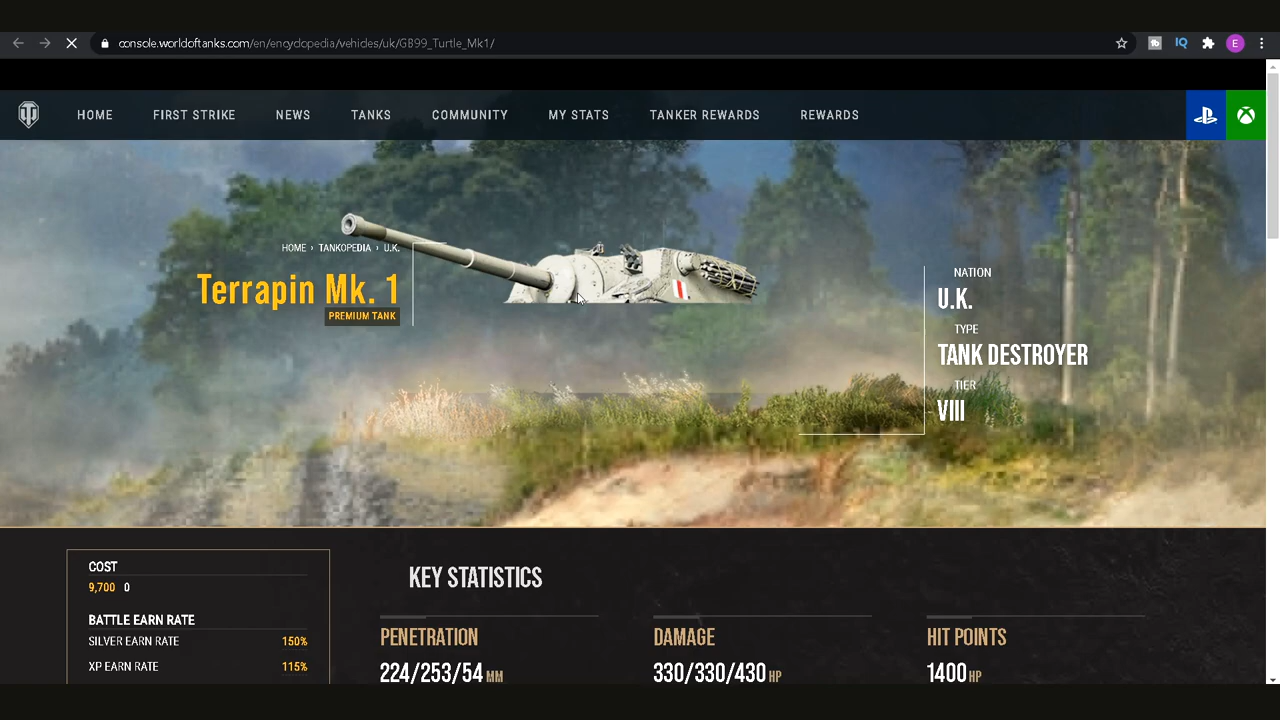 console.worldoftanks.com/en/encyclopedia/vehicles/uk/GB99_Turtle_Mk1/
IQ
E
HOME FIRST STRIKE NEWS TANKS COMMUNITY MY STATS TANKER REWARDS REWARDS
HOME › TANKOPEDIA › U.K.
Terrapin Mk. 1
PREMIUM TANK
NATION
U.K.
TYPE
TANK DESTROYER
TIER
VIII
COST
9,700 0
BATTLE EARN RATE
SILVER EARN RATE 150%
XP EARN RATE 115%
KEY STATISTICS
PENETRATION
224/253/54 MM
DAMAGE
330/330/430 HP
HIT POINTS
1400 HP